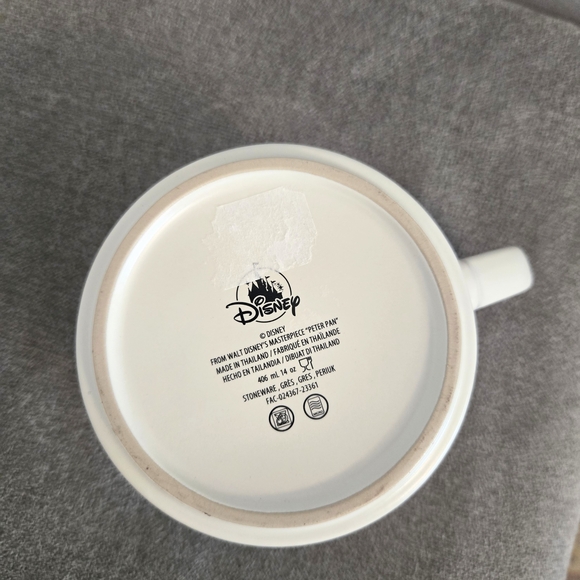 Disney
© DISNEY
FROM WALT DISNEY'S MASTERPIECE "PETER PAN"
MADE IN THAILAND / FABRIQUÉ EN THAÏLANDE
HECHO EN TAILANDIA / DIBUAT DI THAILAND
406 mL 14 oz
STONEWARE , GRÈS , GRES , PERIUK
FAC-024367-23361